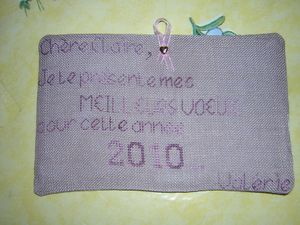 Chère Claire,
Je te présente mes
MEILLEURS VOEUX
pour cette année
2010...
Valérie